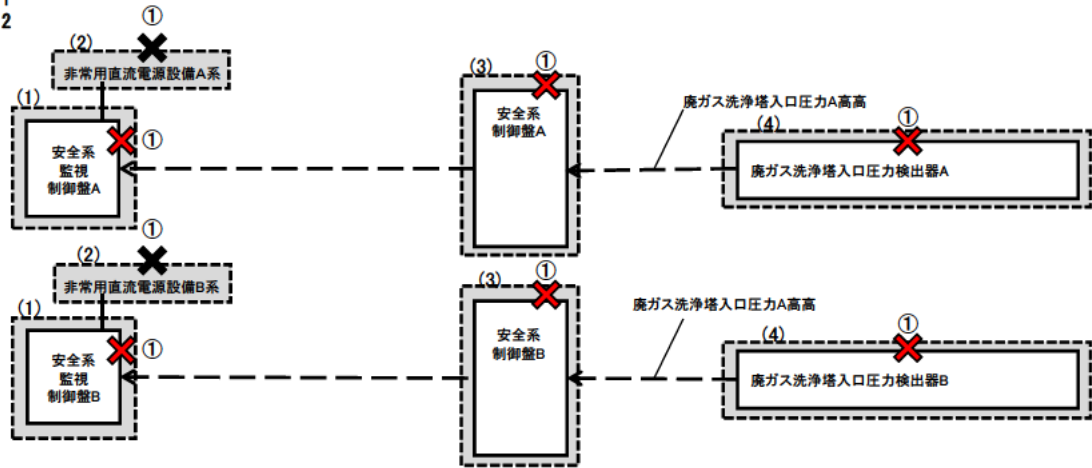 2
①
(2)
非常用直流電源設備A系
(1)
安全系
監視
制御盤A
①
(3)
①
安全系
制御盤A
廃ガス洗浄塔入口圧力A高高
(4)
①
廃ガス洗浄塔入口圧力検出器A
①
(2)
非常用直流電源設備B系
(1)
安全系
監視
制御盤B
①
(3)
①
安全系
制御盤B
廃ガス洗浄塔入口圧力A高高
(4)
①
廃ガス洗浄塔入口圧力検出器B